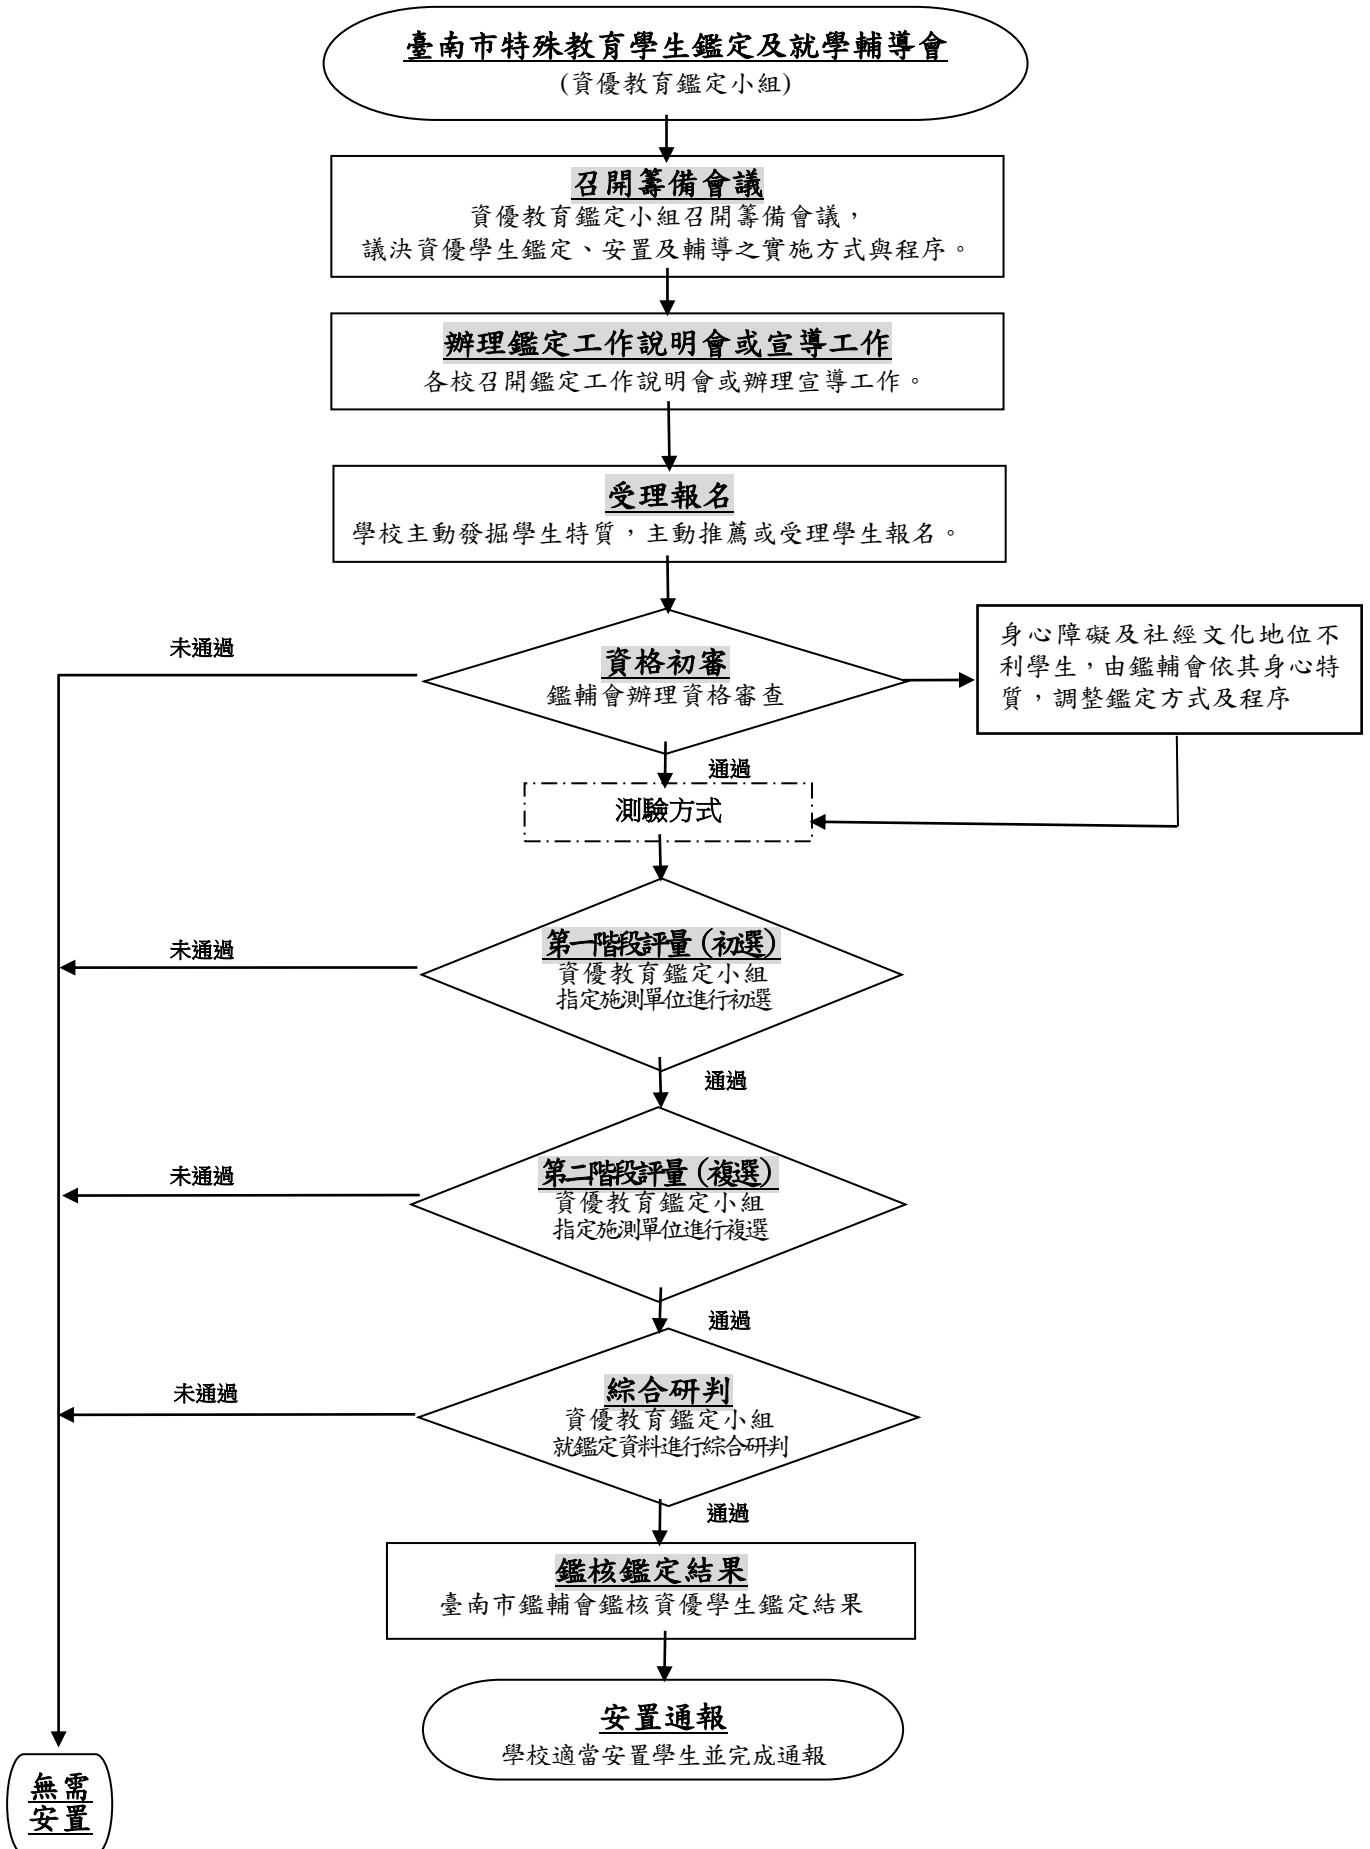 臺南市特殊教育學生鑑定及就學輔導會
(資優教育鑑定小組)
召開籌備會議
資優教育鑑定小組召開籌備會議，
議決資優學生鑑定、安置及輔導之實施方式與程序。
辦理鑑定工作說明會或宣導工作
各校召開鑑定工作說明會或辦理宣導工作。
受理報名
學校主動發掘學生特質，主動推薦或受理學生報名。
未通過
資格初審
鑑輔會辦理資格審查
身心障礙及社經文化地位不
利學生，由鑑輔會依其身心特
質，調整鑑定方式及程序
通過
測驗方式
未通過
第一階段評量(初選)
資優教育鑑定小組
指定施測單位進行初選
通過
未通過
第二階段評量(複選)
資優教育鑑定小組
指定施測單位進行複選
通過
未通過
綜合研判
資優教育鑑定小組
就鑑定資料進行綜合研判
通過
鑑核鑑定結果
臺南市鑑輔會鑑核資優學生鑑定結果
安置通報
學校適當安置學生並完成通報
無需
安置